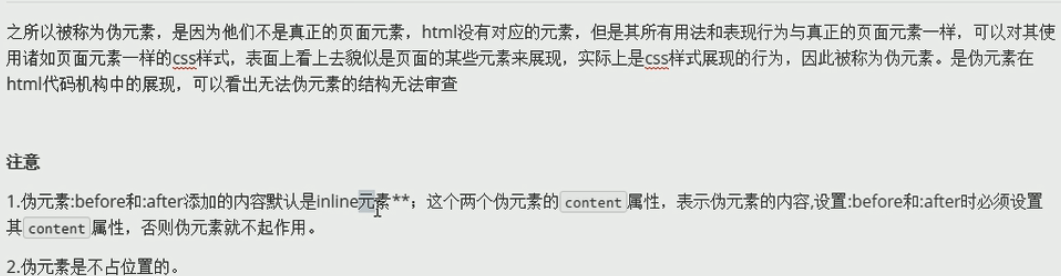 之所以被称为伪元素，是因为他们不是真正的页面元素，html没有对应的元素，但是其所有用法和表现行为与真正的页面元素一样，可以对其使
用诸如页面元素一样的css样式，表面上看上去貌似是页面的某些元素来展现，实际上是css样式展现的行为，因此被称为伪元素。是伪元素在
html代码机构中的展现，可以看出无法伪元素的结构无法审查
注意
1.伪元素:before和:after添加的内容默认是inline元素**；这个两个伪元素的content属性，表示伪元素的内容,设置:before和:after时必须设置
其content属性，否则伪元素就不起作用。
2.伪元素是不占位置的。